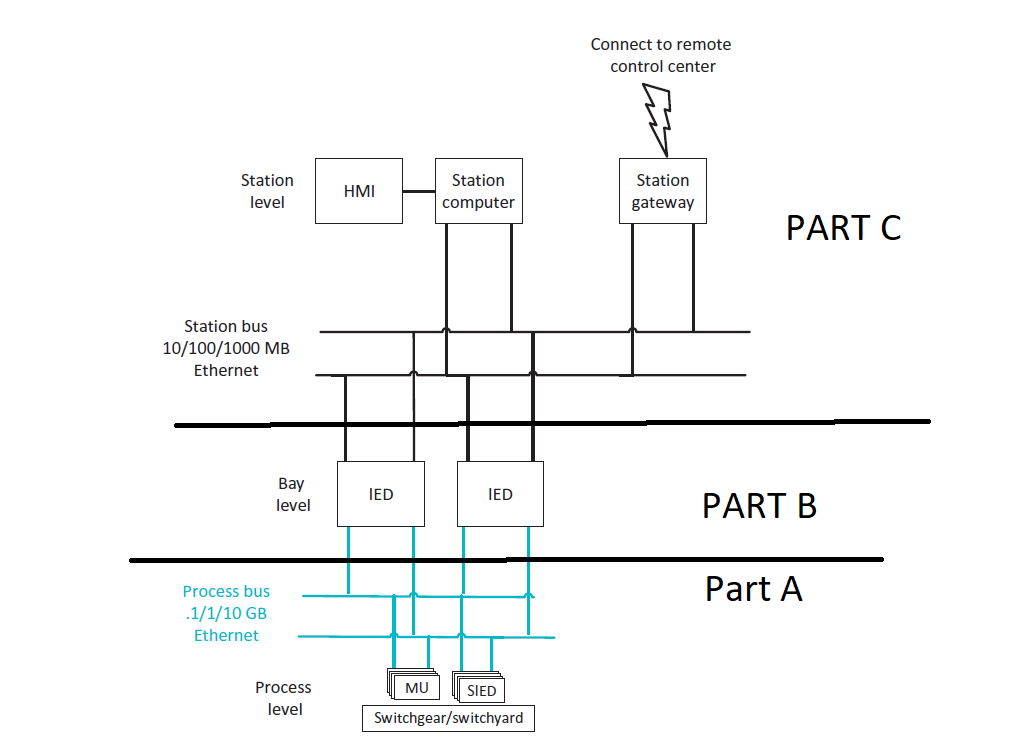 Connect to remote
control center
Station
level
HMI
Station
computer
Station
gateway
PART C
Station bus
10/100/1000 MB
Ethernet
Bay
level
IED
IED
PART B
Process bus
.1/1/10 GB
Ethernet
Part A
Process
level
MU
SIED
Switchgear/switchyard